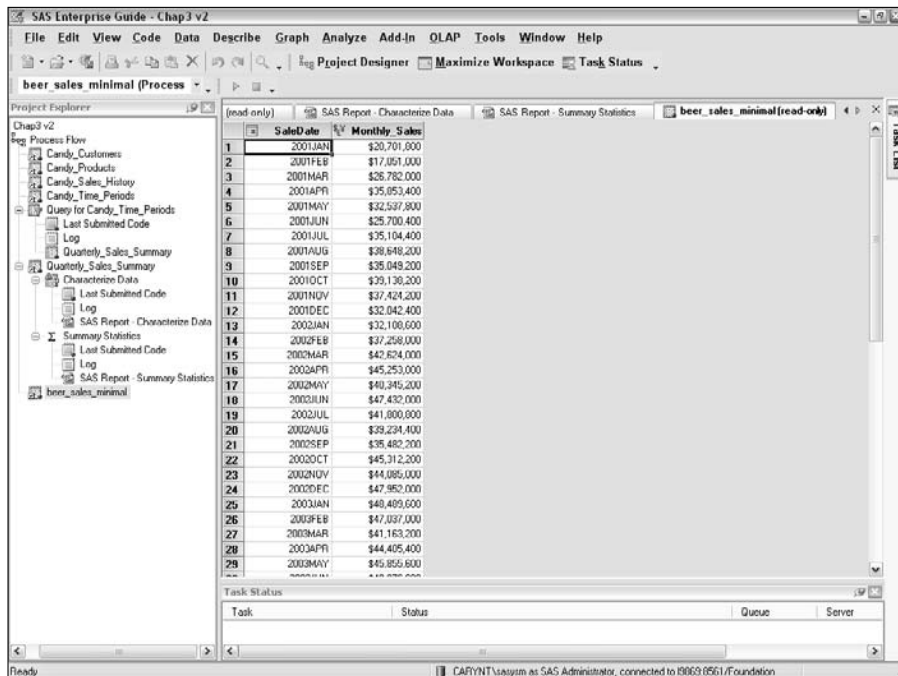 SAS Enterprise Guide - Chap3 v2
File Edit View Code Data Describe Graph Analyze Add-In OLAP Tools Window Help
Project Designer Maximize Workspace Task Status
beer_sales_minimal (Process
Project Explorer
Chap3 v2
Process Flow
Candy_Customers
Candy_Products
Candy_Sales_History
Candy_Time_Periods
Query for Candy_Time_Periods
Last Submitted Code
Log
Quarterly_Sales_Summary
Quarterly_Sales_Summary
Characterize Data
Last Submitted Code
Log
SAS Report - Characterize Data
Summary Statistics
Last Submitted Code
Log
SAS Report - Summary Statistics
beer_sales_minimal
(read-only) SAS Report - Characterize Data SAS Report - Summary Statistics beer_sales_minimal (read-only)
Task List
SaleDate Monthly_Sales
1 2001JAN $20,701,800
2 2001FEB $17,051,000
3 2001MAR $26,782,000
4 2001APR $35,853,400
5 2001MAY $32,537,800
6 2001JUN $25,700,400
7 2001JUL $35,104,400
8 2001AUG $38,648,200
9 2001SEP $35,049,200
10 2001OCT $39,130,200
11 2001NOV $37,424,200
12 2001DEC $32,042,400
13 2002JAN $32,108,600
14 2002FEB $37,258,000
15 2002MAR $42,624,000
16 2002APR $45,253,000
17 2002MAY $40,345,200
18 2002JUN $47,432,000
19 2002JUL $41,800,800
20 2002AUG $39,234,400
21 2002SEP $35,482,200
22 2002OCT $45,312,200
23 2002NOV $44,085,000
24 2002DEC $47,952,000
25 2003JAN $48,489,600
26 2003FEB $47,037,000
27 2003MAR $41,163,200
28 2003APR $44,405,400
29 2003MAY $45,855,600
Task Status
Task Status Queue Server
Ready
CARYNT\sasysm as SAS Administrator, connected to l9869:8561/Foundation